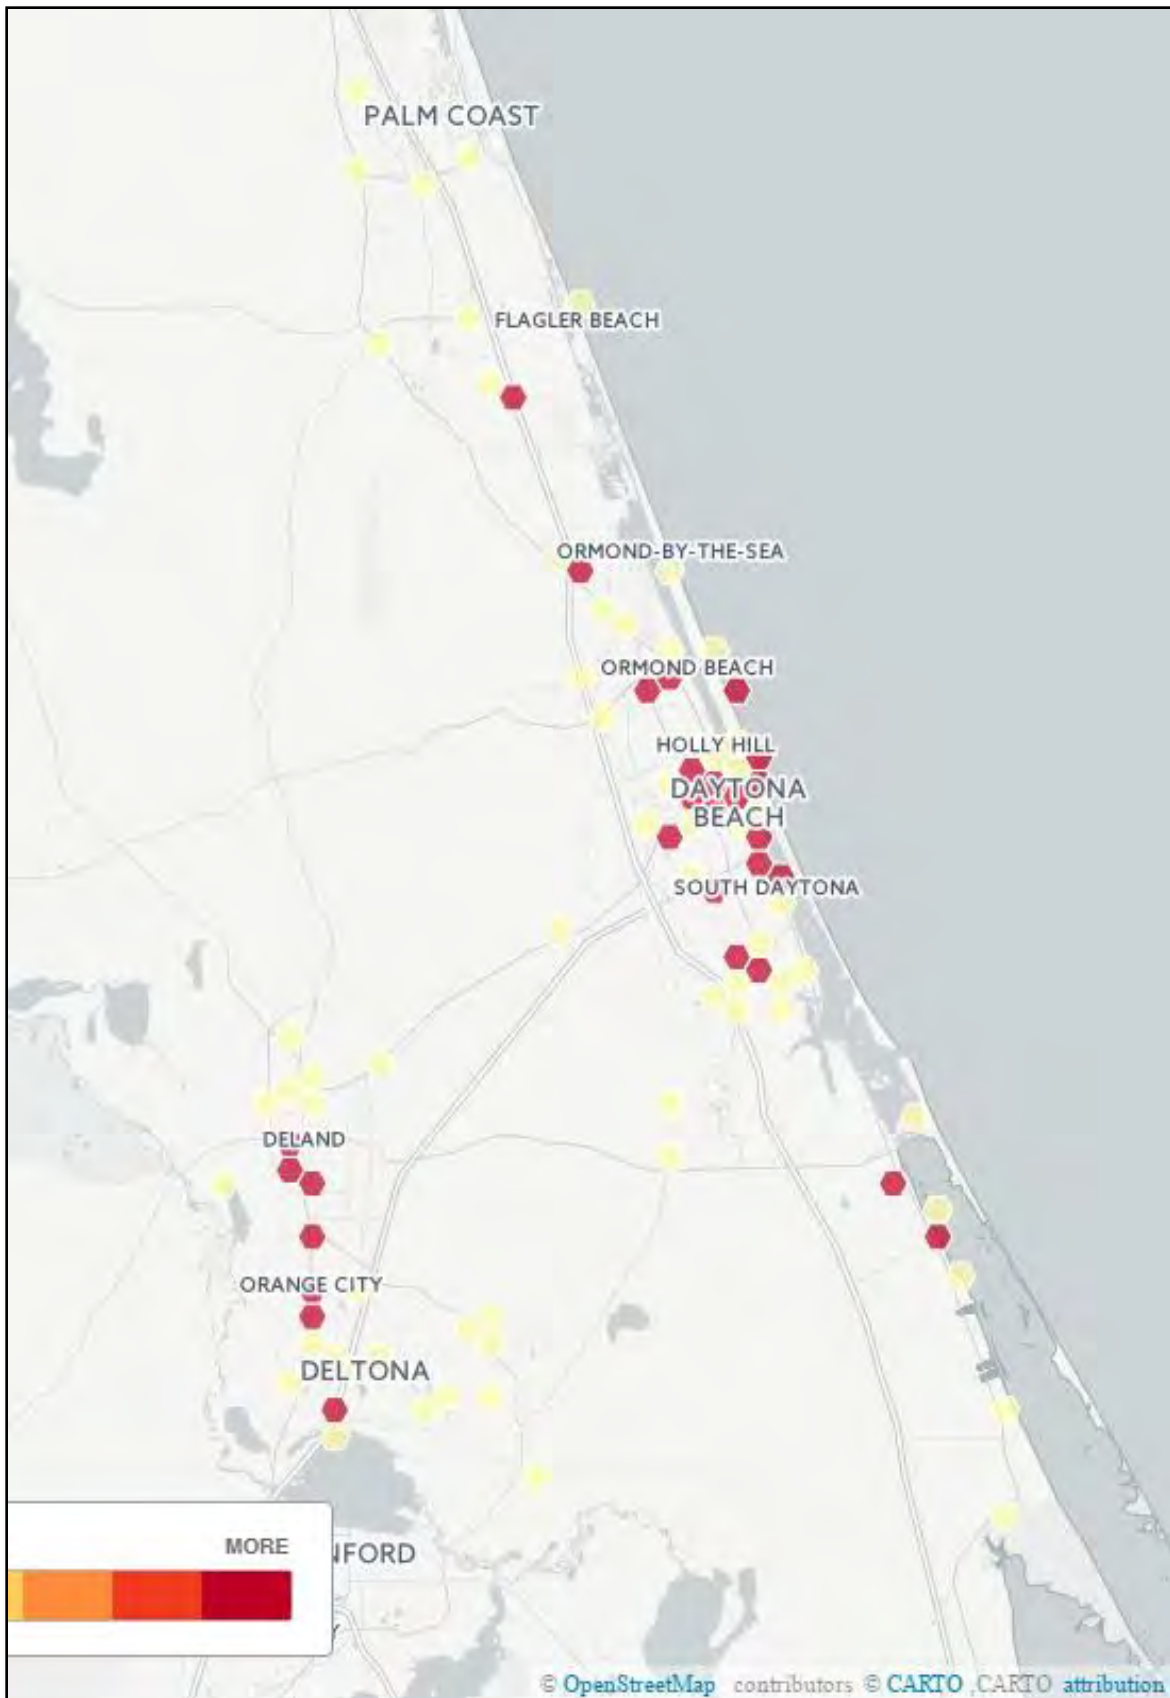 PALM COAST
FLAGLER BEACH
ORMOND-BY-THE-SEA
ORMOND BEACH
HOLLY HILL
DAYTONA
BEACH
SOUTH DAYTONA
DELAND
ORANGE CITY
DELTONA
MORE
NFORD
Y
© OpenStreetMap contributors © CARTO ,CARTO attribution